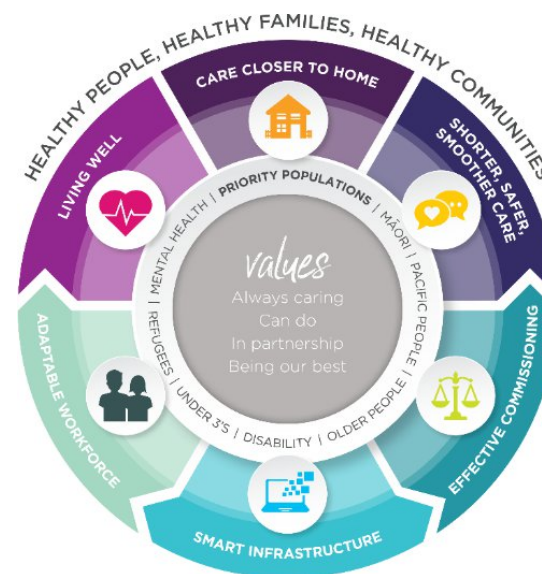 HEALTHY PEOPLE, HEALTHY FAMILIES, HEALTHY COMMUNITIES
CARE CLOSER TO HOME
SHORTER, SAFER,
SMOOTHER CARE
EFFECTIVE COMMISSIONING
SMART INFRASTRUCTURE
ADAPTABLE WORKFORCE
LIVING WELL
PRIORITY POPULATIONS | MĀORI | PACIFIC PEOPLE | OLDER PEOPLE | DISABILITY | UNDER 3'S | REFUGEES | MENTAL HEALTH |
values
Always caring
Can do
In partnership
Being our best